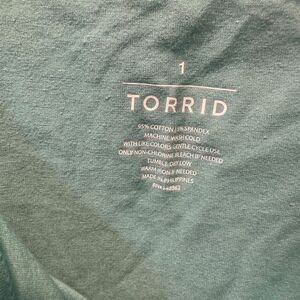 1
TORRID
95% COTTON / 5% SPANDEX
MACHINE WASH COLD
WITH LIKE COLORS GENTLE CYCLE USE
ONLY NON-CHLORINE BLEACH IF NEEDED
TUMBLE DRY LOW
WARM IRON IF NEEDED
MADE IN PHILIPPINES